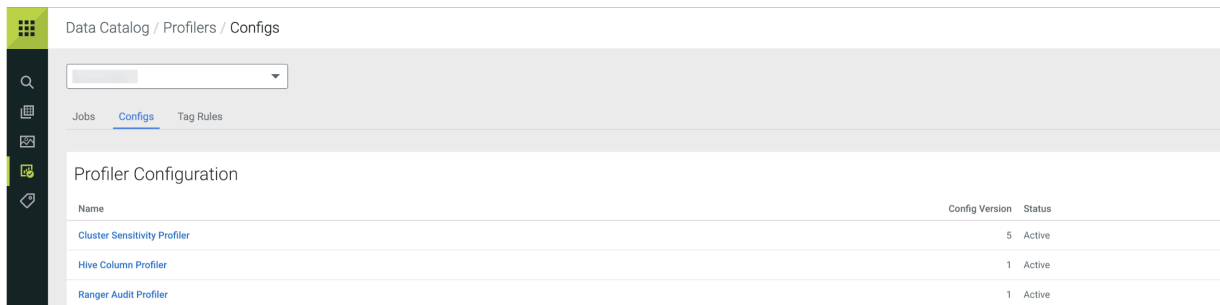 Data Catalog / Profilers / Configs
Jobs Configs Tag Rules
Profiler Configuration
Name Config Version Status
Cluster Sensitivity Profiler 5 Active
Hive Column Profiler 1 Active
Ranger Audit Profiler 1 Active